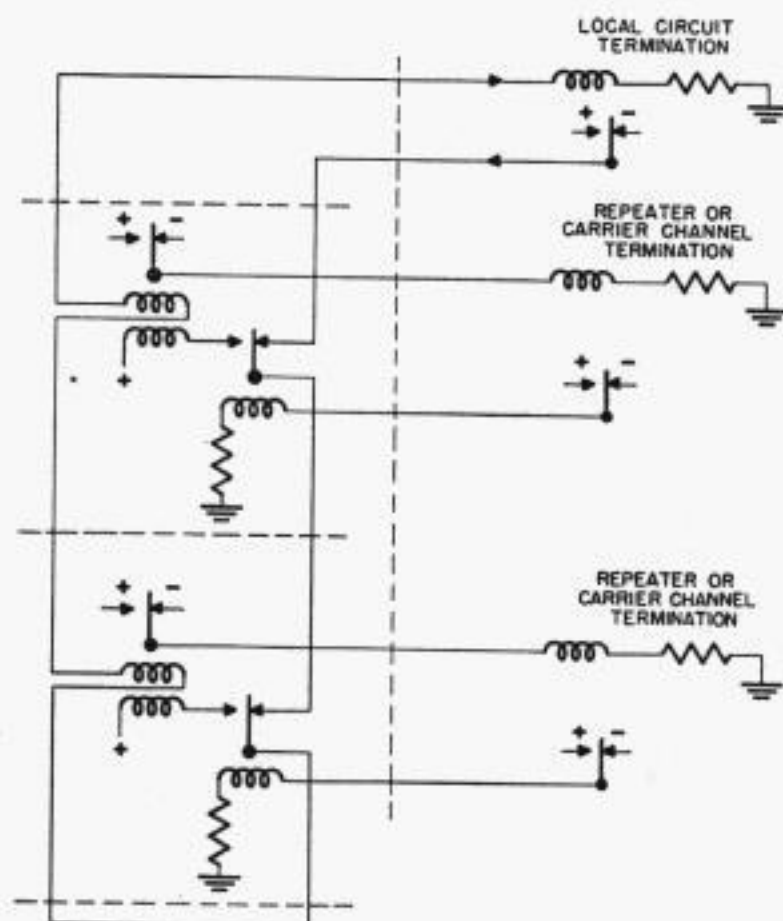 LOCAL CIRCUIT
TERMINATION
+ -
REPEATER OR
CARRIER CHANNEL
TERMINATION
+ -
+ -
+
REPEATER OR
CARRIER CHANNEL
TERMINATION
+ -
+ -
+